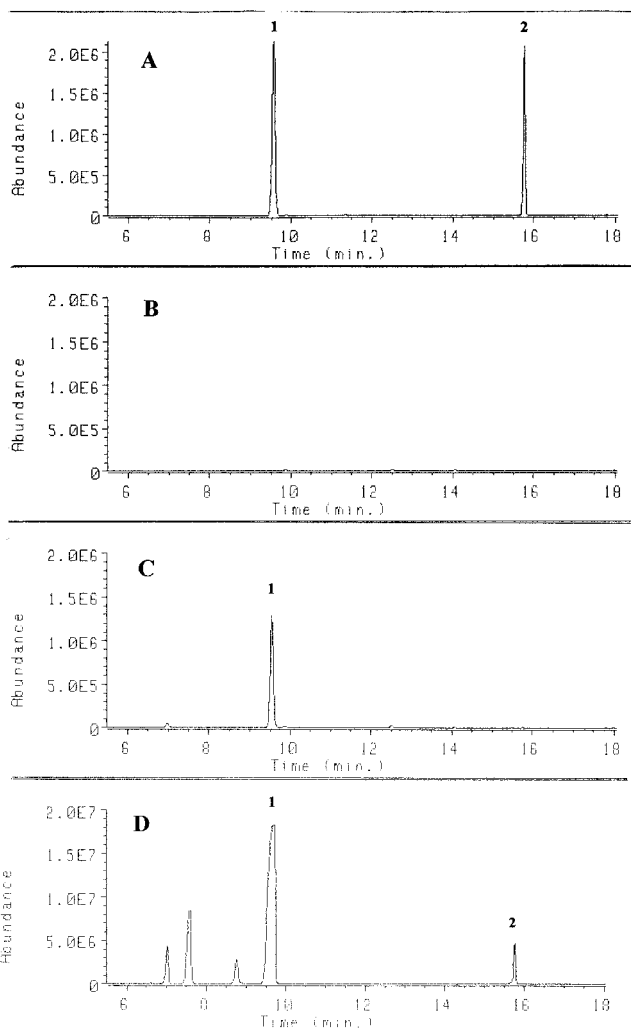 1 2
A
2.0E6
1.5E6
1.0E6
5.0E5
0
Abundance
6 8 10 12 14 16 18
Time (min.)
B
2.0E6
1.5E6
1.0E6
5.0E5
0
Abundance
6 8 10 12 14 16 18
Time (min.)
C
1
2.0E6
1.5E6
1.0E6
5.0E5
0
Abundance
6 8 10 12 14 16 18
Time (min.)
1
D
2
2.0E7
1.5E7
1.0E7
5.0E6
0
Abundance
6 8 10 12 14 16 18
Time (min.)